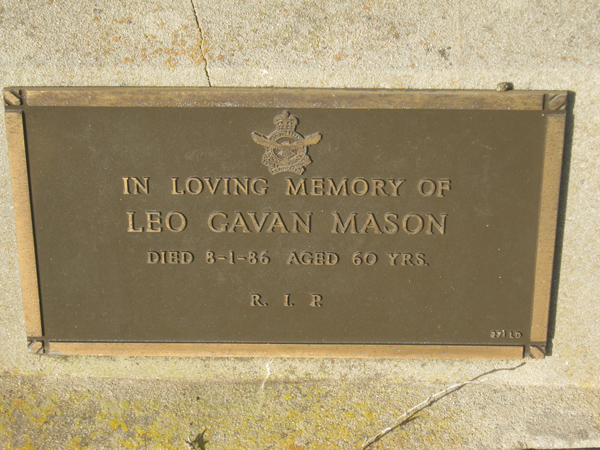 IN LOVING MEMORY OF
LEO GAVAN MASON
DIED 8-1-86 AGED 60 YRS.
R. I. P